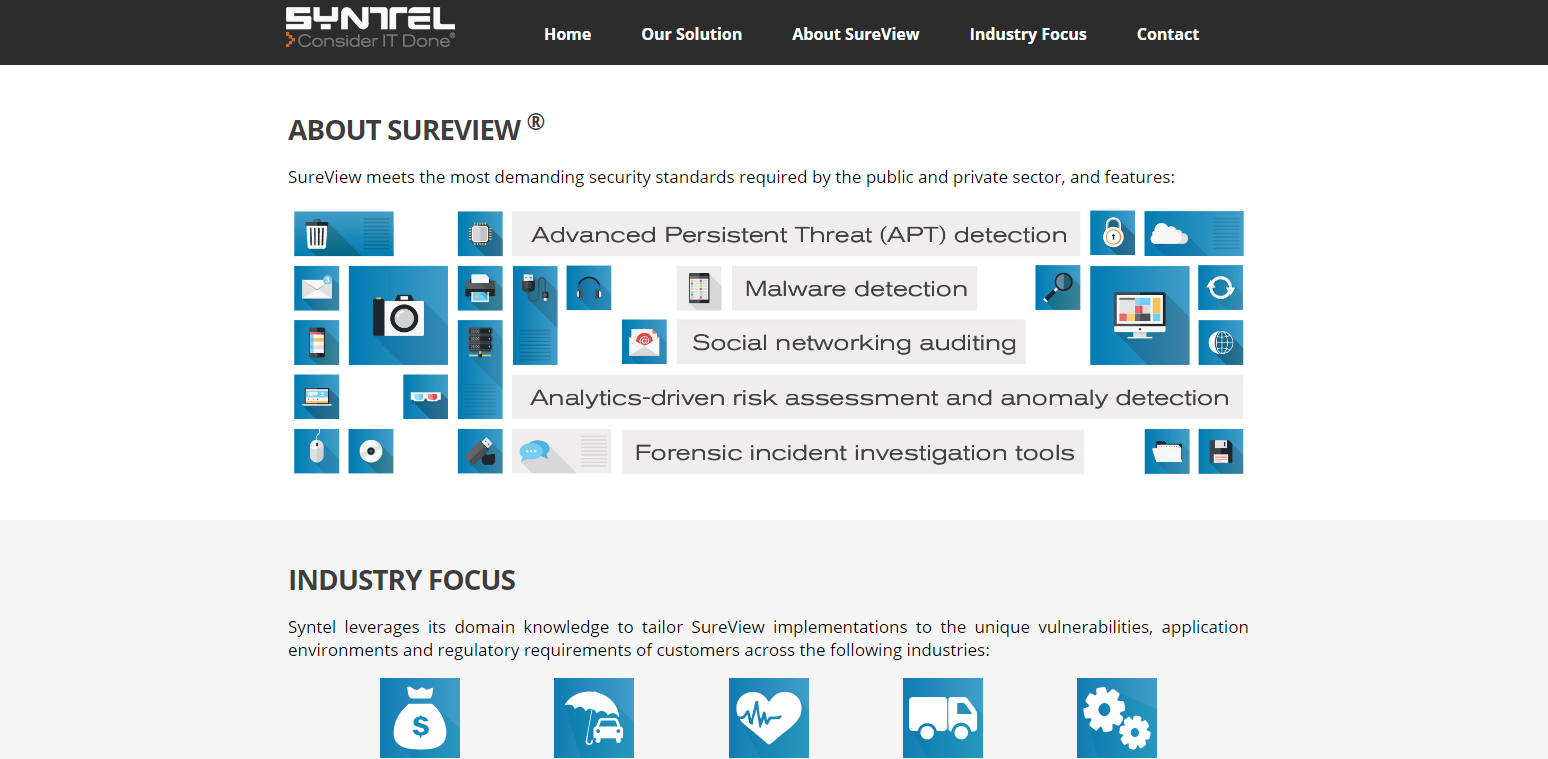 SYNTEL
Consider IT Done®
Home Our Solution About SureView Industry Focus Contact
ABOUT SUREVIEW ®
SureView meets the most demanding security standards required by the public and private sector, and features:
Advanced Persistent Threat (APT) detection
Malware detection
Social networking auditing
Analytics-driven risk assessment and anomaly detection
Forensic incident investigation tools
INDUSTRY FOCUS
Syntel leverages its domain knowledge to tailor SureView implementations to the unique vulnerabilities, application
environments and regulatory requirements of customers across the following industries:
$